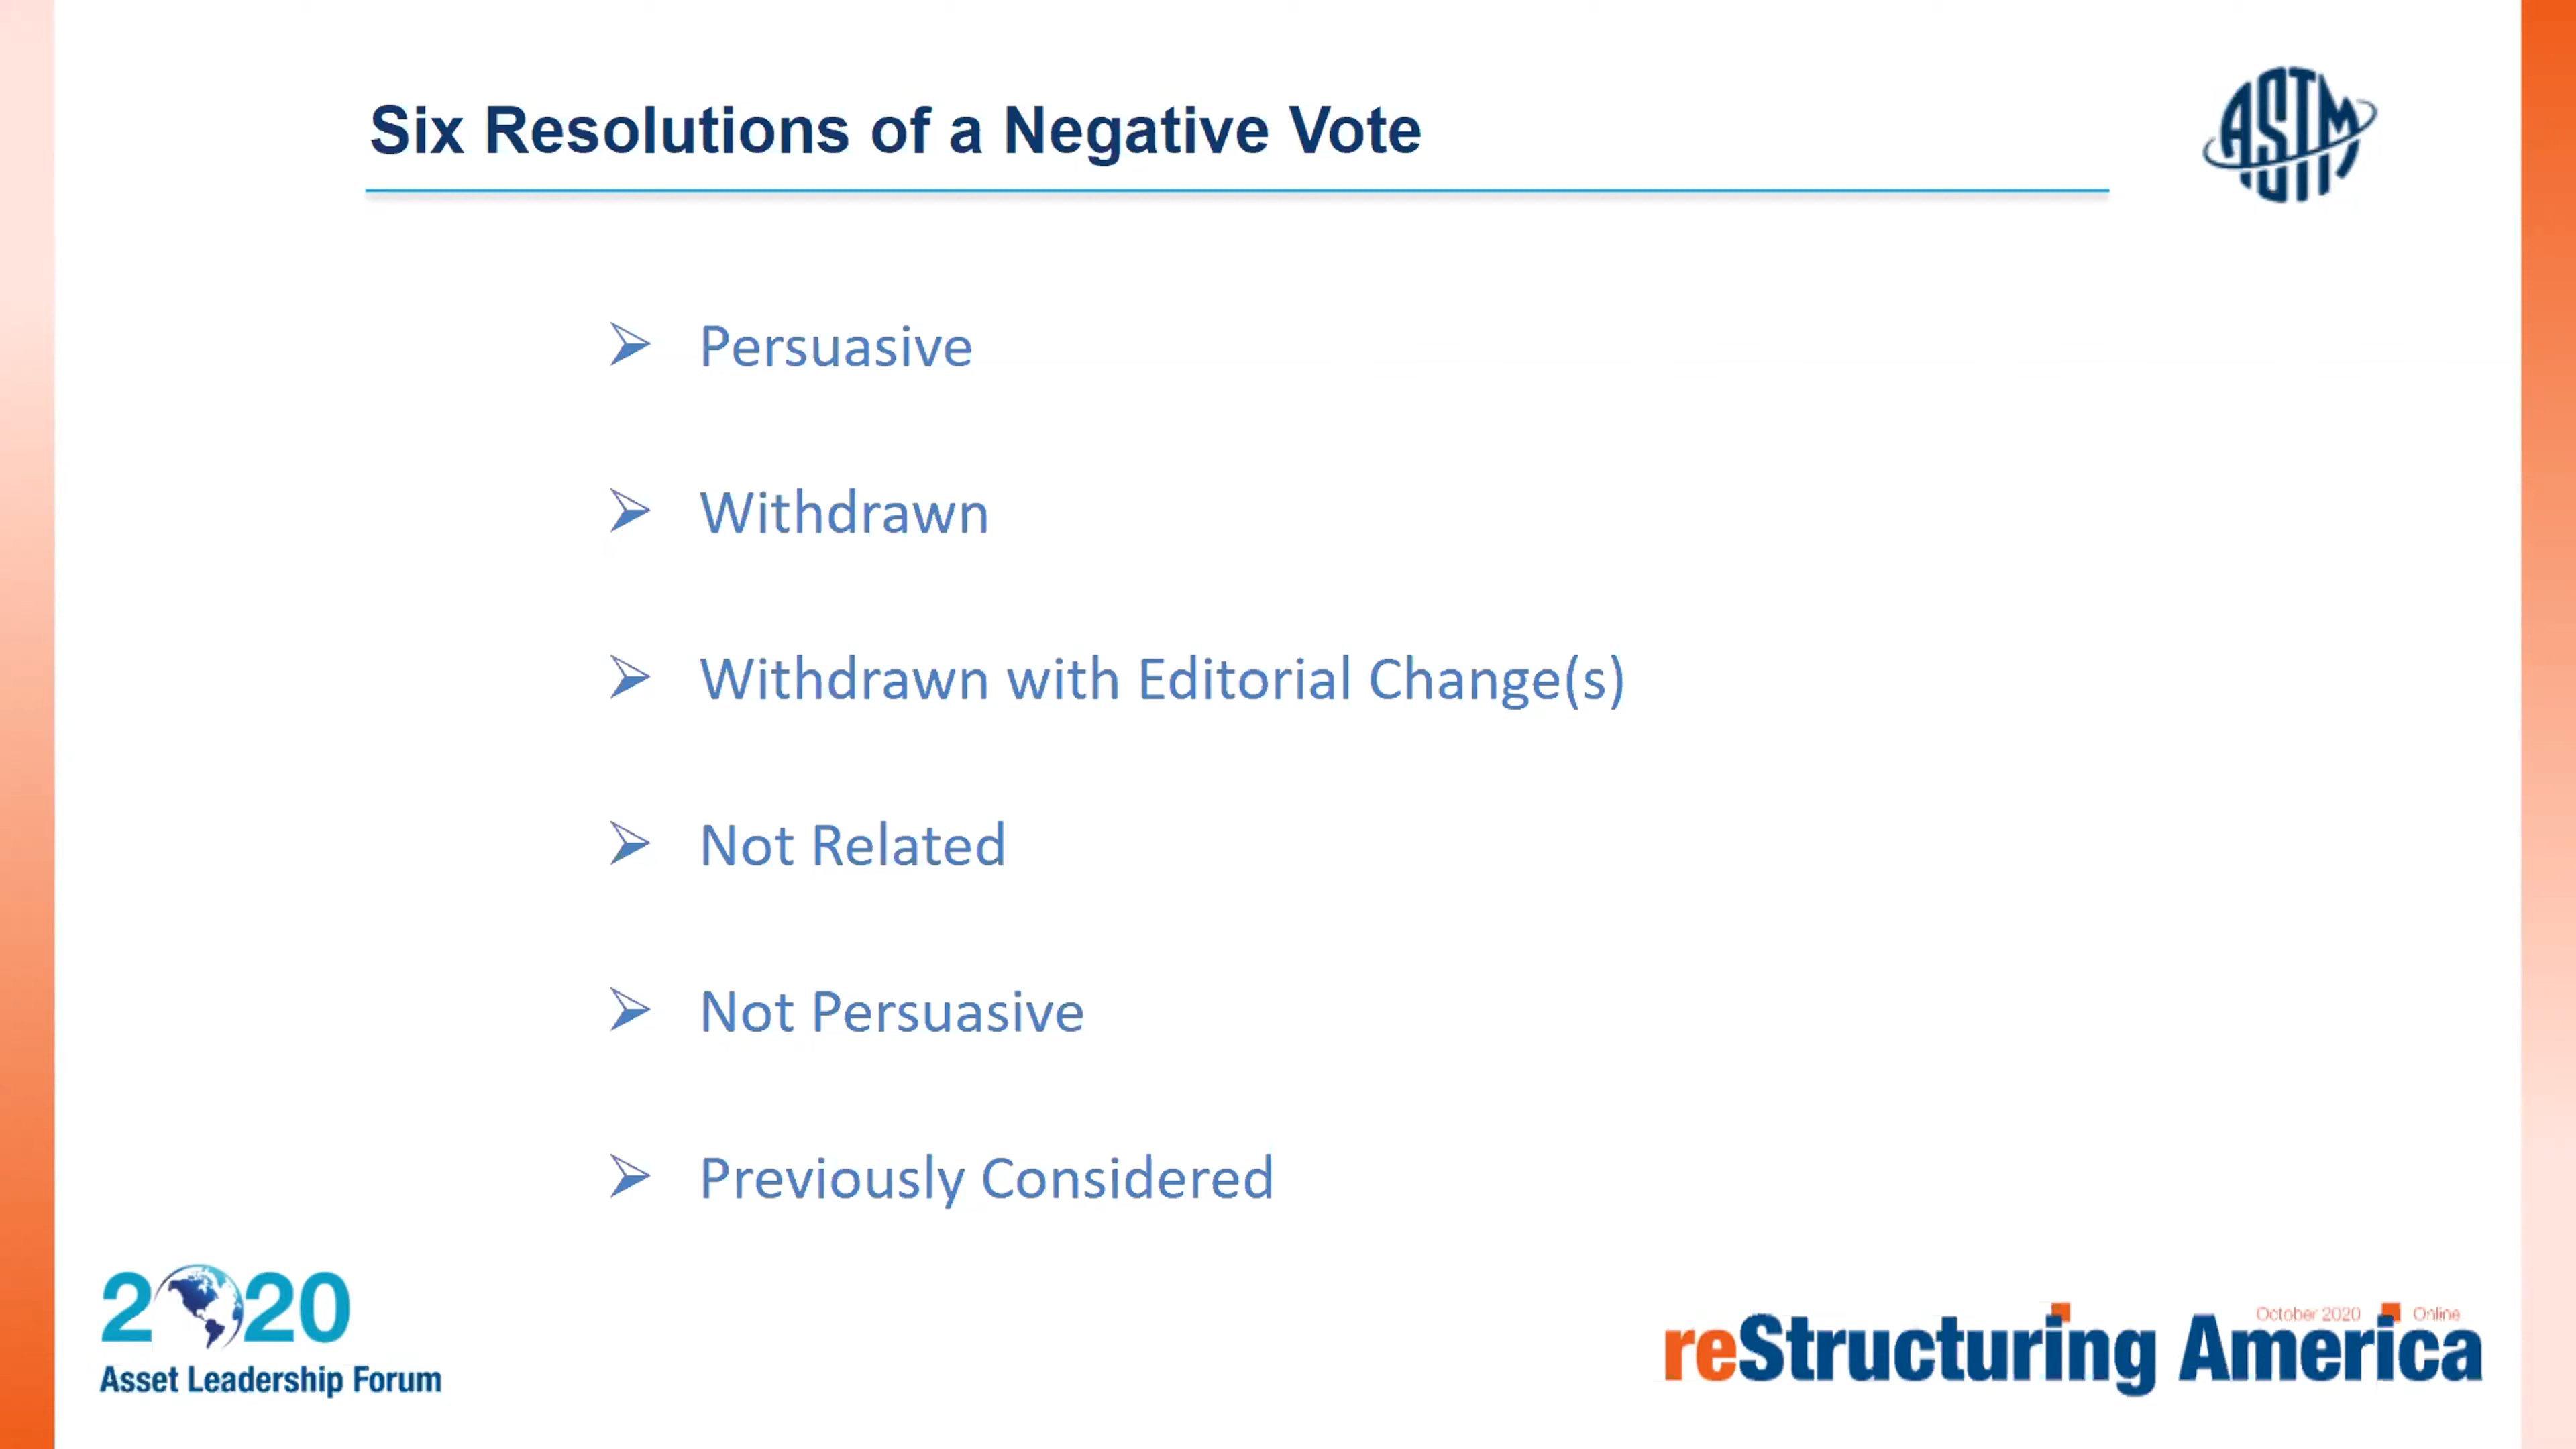 Six Resolutions of a Negative Vote
ASTM
Persuasive
Withdrawn
Withdrawn with Editorial Change(s)
Not Related
Not Persuasive
Previously Considered
2020
Asset Leadership Forum
October 2020 Online
reStructuring America